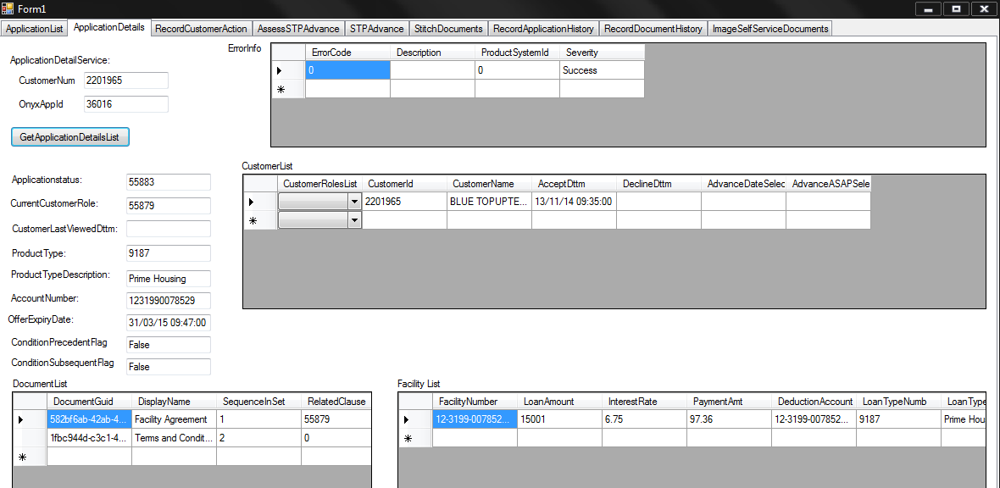 Form1
ApplicationList ApplicationDetails RecordCustomerAction AssessSTPAdvance STPAdvance StitchDocuments RecordApplicationHistory RecordDocumentHistory ImageSelfServiceDocuments
ApplicationDetailService:
CustomerNum 2201965
OnyxAppId 36016
GetApplicationDetailsList
ErrorInfo
ErrorCode Description ProductSystemId Severity
0 0 Success
Applicationstatus: 55883
CurrentCustomerRole: 55879
CustomerLastViewedDttm:
ProductType: 9187
ProductTypeDescription: Prime Housing
AccountNumber: 1231990078529
OfferExpiryDate: 31/03/15 09:47:00
ConditionPrecedentFlag False
ConditionSubsequentFlag False
CustomerList
CustomerRolesList CustomerId CustomerName AcceptDttm DeclineDttm AdvanceDateSelec AdvanceASAPSele
2201965 BLUE TOPUPTE... 13/11/14 09:35:00
DocumentList
DocumentGuid DisplayName SequenceInSet RelatedClause
582bf6ab-42ab-4... Facility Agreement 1 55879
1fbc944d-c3c1-4... Terms and Condit... 2 0
Facility List
FacilityNumber LoanAmount InterestRate PaymentAmt DeductionAccount LoanTypeNumb LoanType
12-3199-007852... 15001 6.75 97.36 12-3199-007852... 9187 Prime Hou